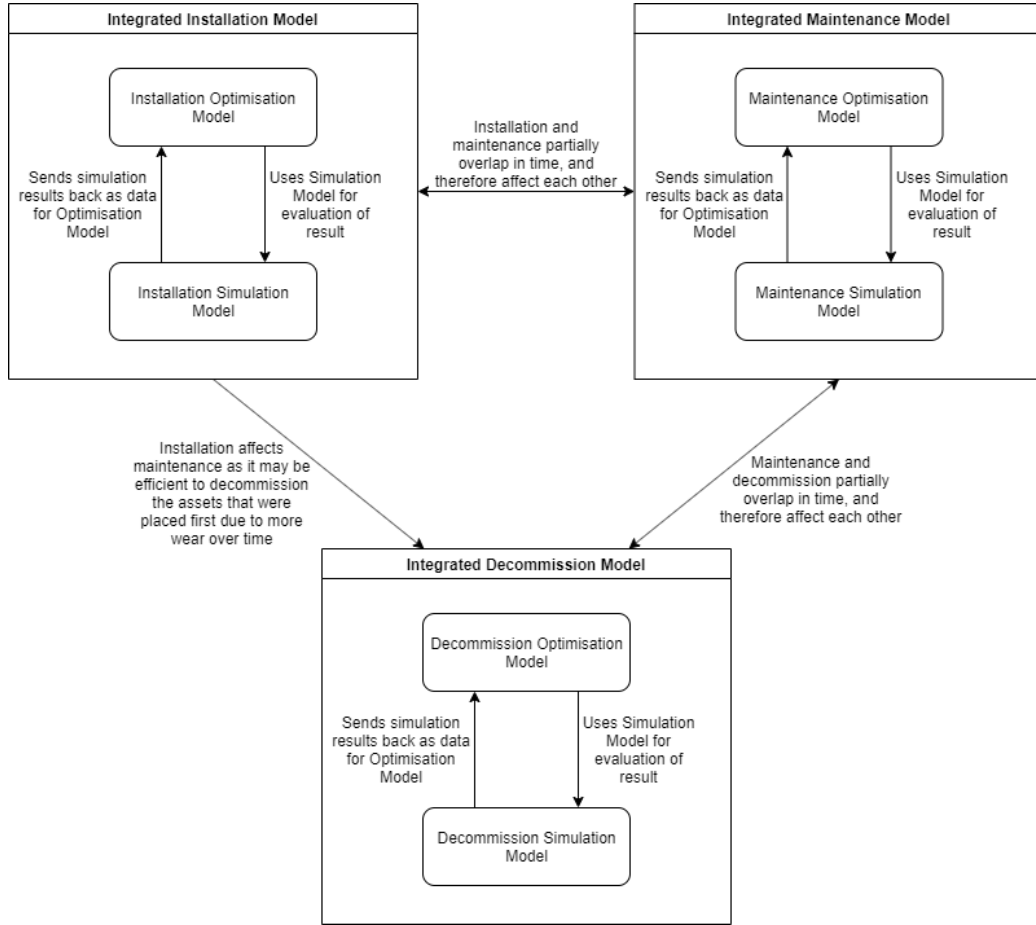 Integrated Installation Model
Installation Optimisation
Model
Sends simulation
results back as data
for Optimisation
Model
Uses Simulation
Model for
evaluation of
result
Installation Simulation
Model
Installation and
maintenance partially
overlap in time, and
therefore affect each other
Integrated Maintenance Model
Maintenance Optimisation
Model
Sends simulation
results back as data
for Optimisation
Model
Uses Simulation
Model for
evaluation of
result
Maintenance Simulation
Model
Installation affects
maintenance as it may be
efficient to decommission
the assets that were
placed first due to more
wear over time
Maintenance and
decommission partially
overlap in time, and
therefore affect each other
Integrated Decommission Model
Decommission Optimisation
Model
Sends simulation
results back as data
for Optimisation
Model
Uses Simulation
Model for
evaluation of
result
Decommission Simulation
Model